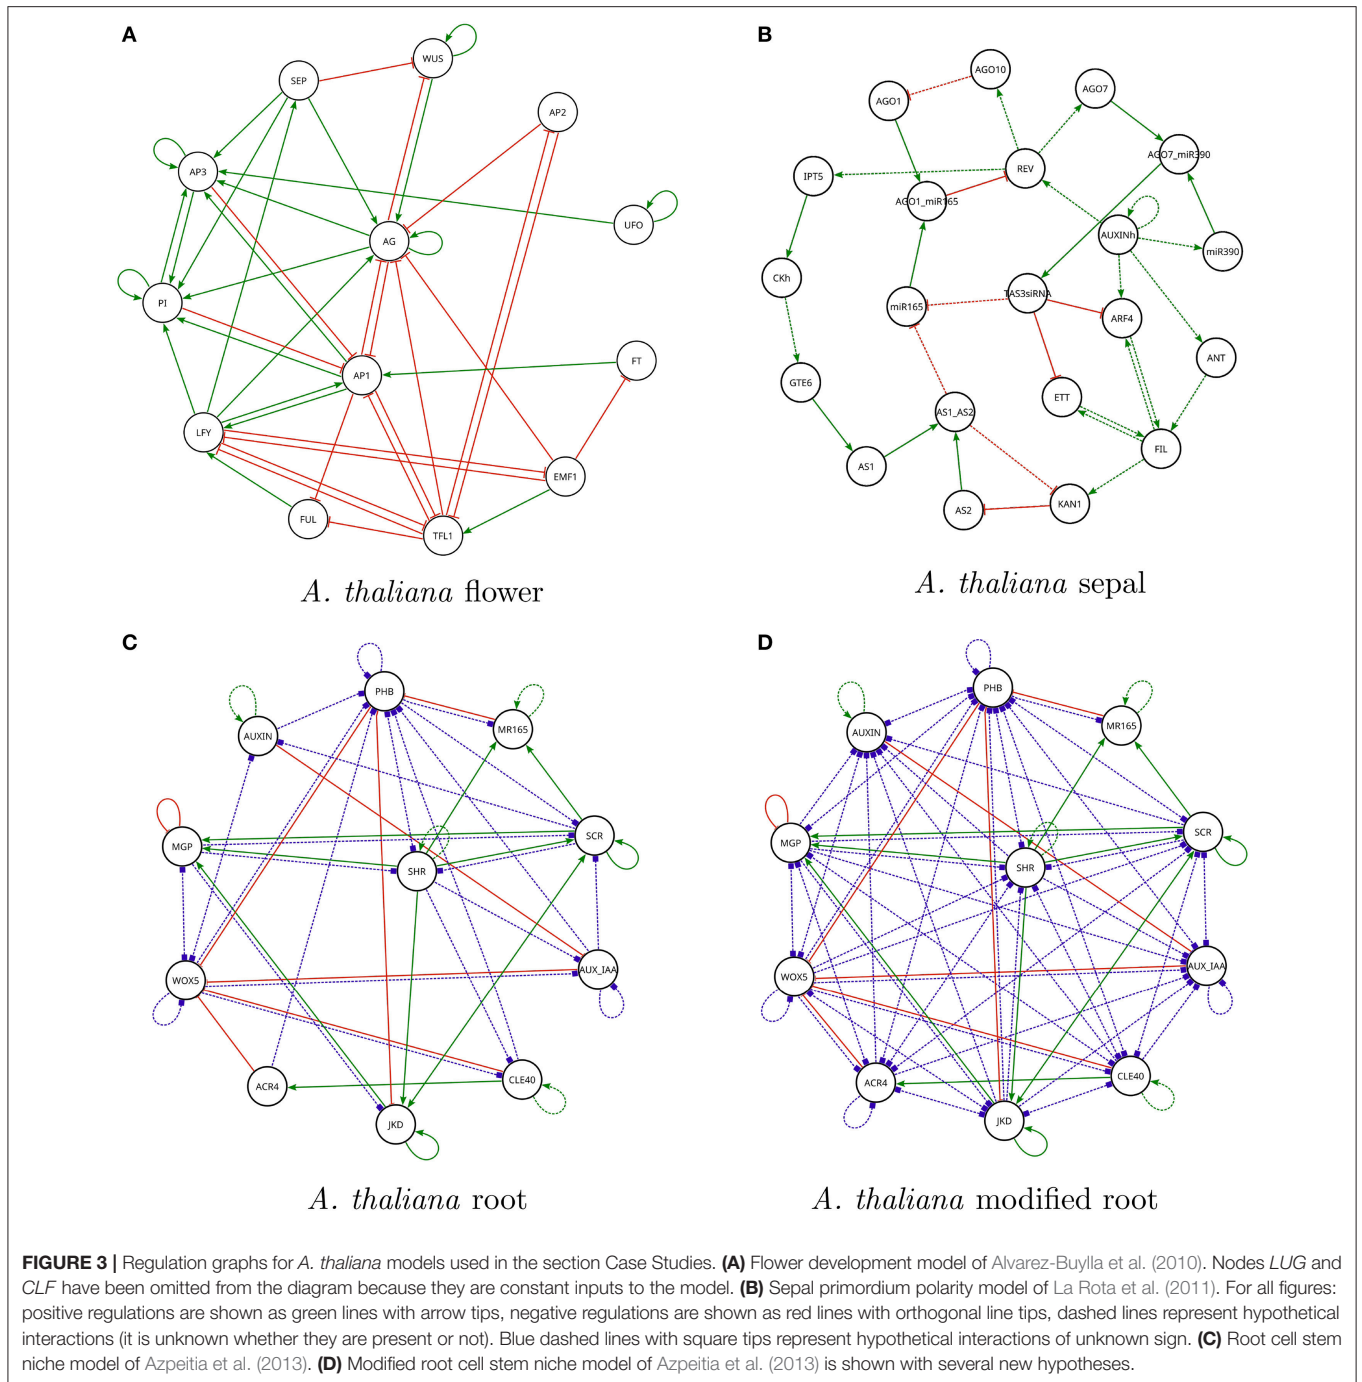 A
WUS
SEP
AP2
AP3
UFO
AG
PI
FT
AP1
LFY
EMF1
FUL
TFL1
A. thaliana flower
B
AGO10
AGO7
AGO1
AGO7_miR390
REV
IPT5
AGO1_miR165
AUXINh
miR390
CKh
TAS3siRNA
miR165
ARF4
ANT
GTE6
ETT
AS1_AS2
FIL
AS1
KAN1
AS2
A. thaliana sepal
C
PHB
MR165
AUXIN
SCR
MGP
SHR
AUX_IAA
WOX5
CLE40
ACR4
JKD
A. thaliana root
D
PHB
MR165
AUXIN
SCR
MGP
SHR
AUX_IAA
WOX5
CLE40
ACR4
JKD
A. thaliana modified root
FIGURE 3 | Regulation graphs for A. thaliana models used in the section Case Studies. (A) Flower development model of Alvarez-Buylla et al. (2010). Nodes LUG and
CLF have been omitted from the diagram because they are constant inputs to the model. (B) Sepal primordium polarity model of La Rota et al. (2011). For all figures:
positive regulations are shown as green lines with arrow tips, negative regulations are shown as red lines with orthogonal line tips, dashed lines represent hypothetical
interactions (it is unknown whether they are present or not). Blue dashed lines with square tips represent hypothetical interactions of unknown sign. (C) Root cell stem
niche model of Azpeitia et al. (2013). (D) Modified root cell stem niche model of Azpeitia et al. (2013) is shown with several new hypotheses.